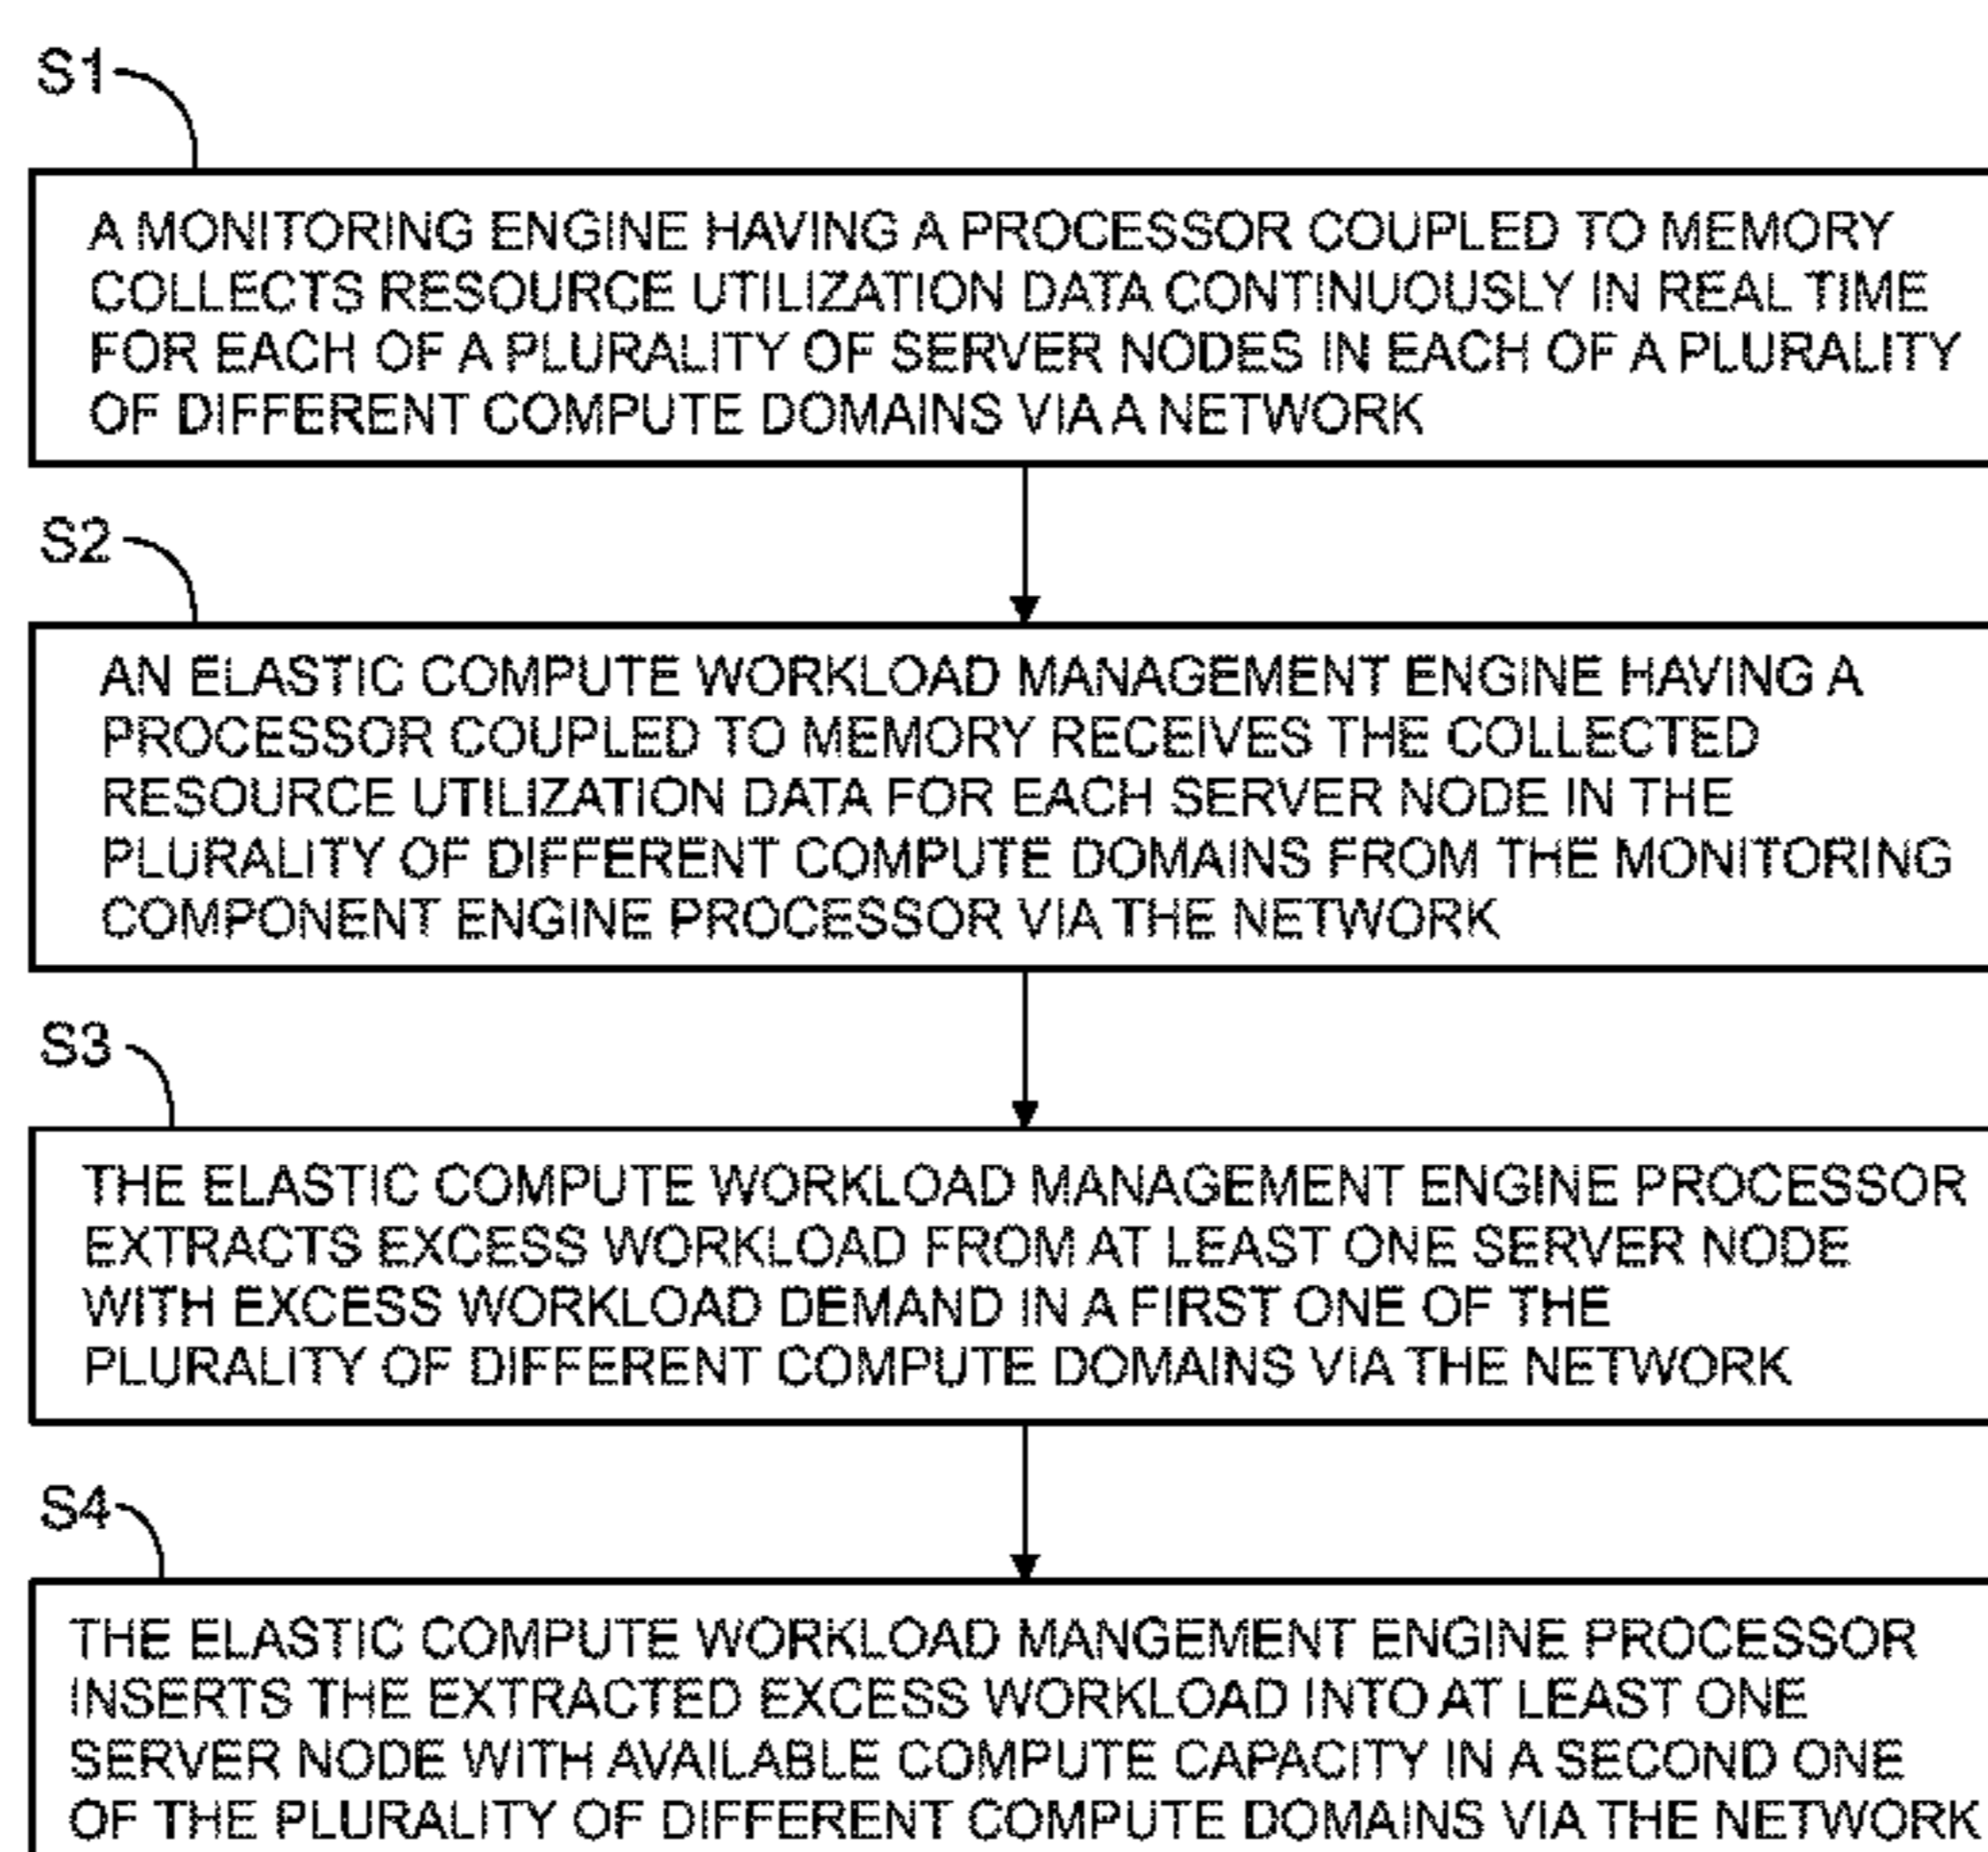 S1
A MONITORING ENGINE HAVING A PROCESSOR COUPLED TO MEMORY
COLLECTS RESOURCE UTILIZATION DATA CONTINUOUSLY IN REAL TIME
FOR EACH OF A PLURALITY OF SERVER NODES IN EACH OF A PLURALITY
OF DIFFERENT COMPUTE DOMAINS VIA A NETWORK
S2
AN ELASTIC COMPUTE WORKLOAD MANAGEMENT ENGINE HAVING A
PROCESSOR COUPLED TO MEMORY RECEIVES THE COLLECTED
RESOURCE UTILIZATION DATA FOR EACH SERVER NODE IN THE
PLURALITY OF DIFFERENT COMPUTE DOMAINS FROM THE MONITORING
COMPONENT ENGINE PROCESSOR VIA THE NETWORK
S3
THE ELASTIC COMPUTE WORKLOAD MANAGEMENT ENGINE PROCESSOR
EXTRACTS EXCESS WORKLOAD FROM AT LEAST ONE SERVER NODE
WITH EXCESS WORKLOAD DEMAND IN A FIRST ONE OF THE
PLURALITY OF DIFFERENT COMPUTE DOMAINS VIA THE NETWORK
S4
THE ELASTIC COMPUTE WORKLOAD MANGEMENT ENGINE PROCESSOR
INSERTS THE EXTRACTED EXCESS WORKLOAD INTO AT LEAST ONE
SERVER NODE WITH AVAILABLE COMPUTE CAPACITY IN A SECOND ONE
OF THE PLURALITY OF DIFFERENT COMPUTE DOMAINS VIA THE NETWORK